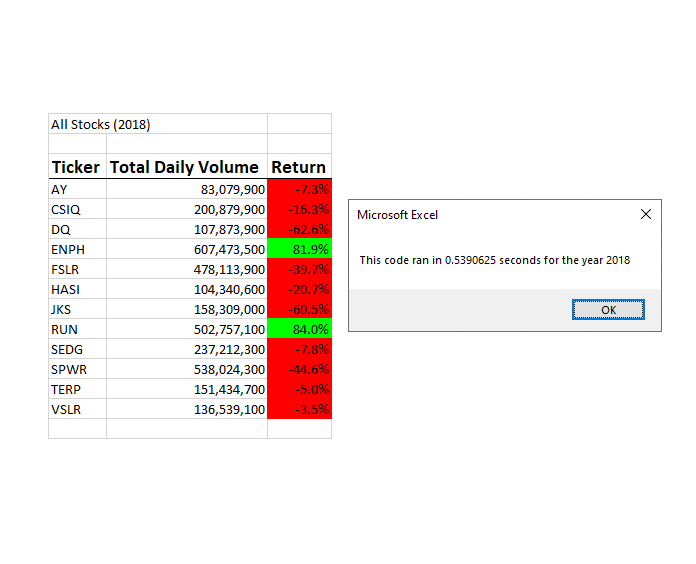 All Stocks (2018)
Ticker Total Daily Volume Return
AY 83,079,900 -7.3%
CSIQ 200,879,900 -16.3%
DQ 107,873,900 -62.6%
ENPH 607,473,500 81.9%
FSLR 478,113,900 -39.7%
HASI 104,340,600 -20.7%
JKS 158,309,000 -60.5%
RUN 502,757,100 84.0%
SEDG 237,212,300 -7.8%
SPWR 538,024,300 -44.6%
TERP 151,434,700 -5.0%
VSLR 136,539,100 -3.5%
Microsoft Excel
This code ran in 0.5390625 seconds for the year 2018
OK